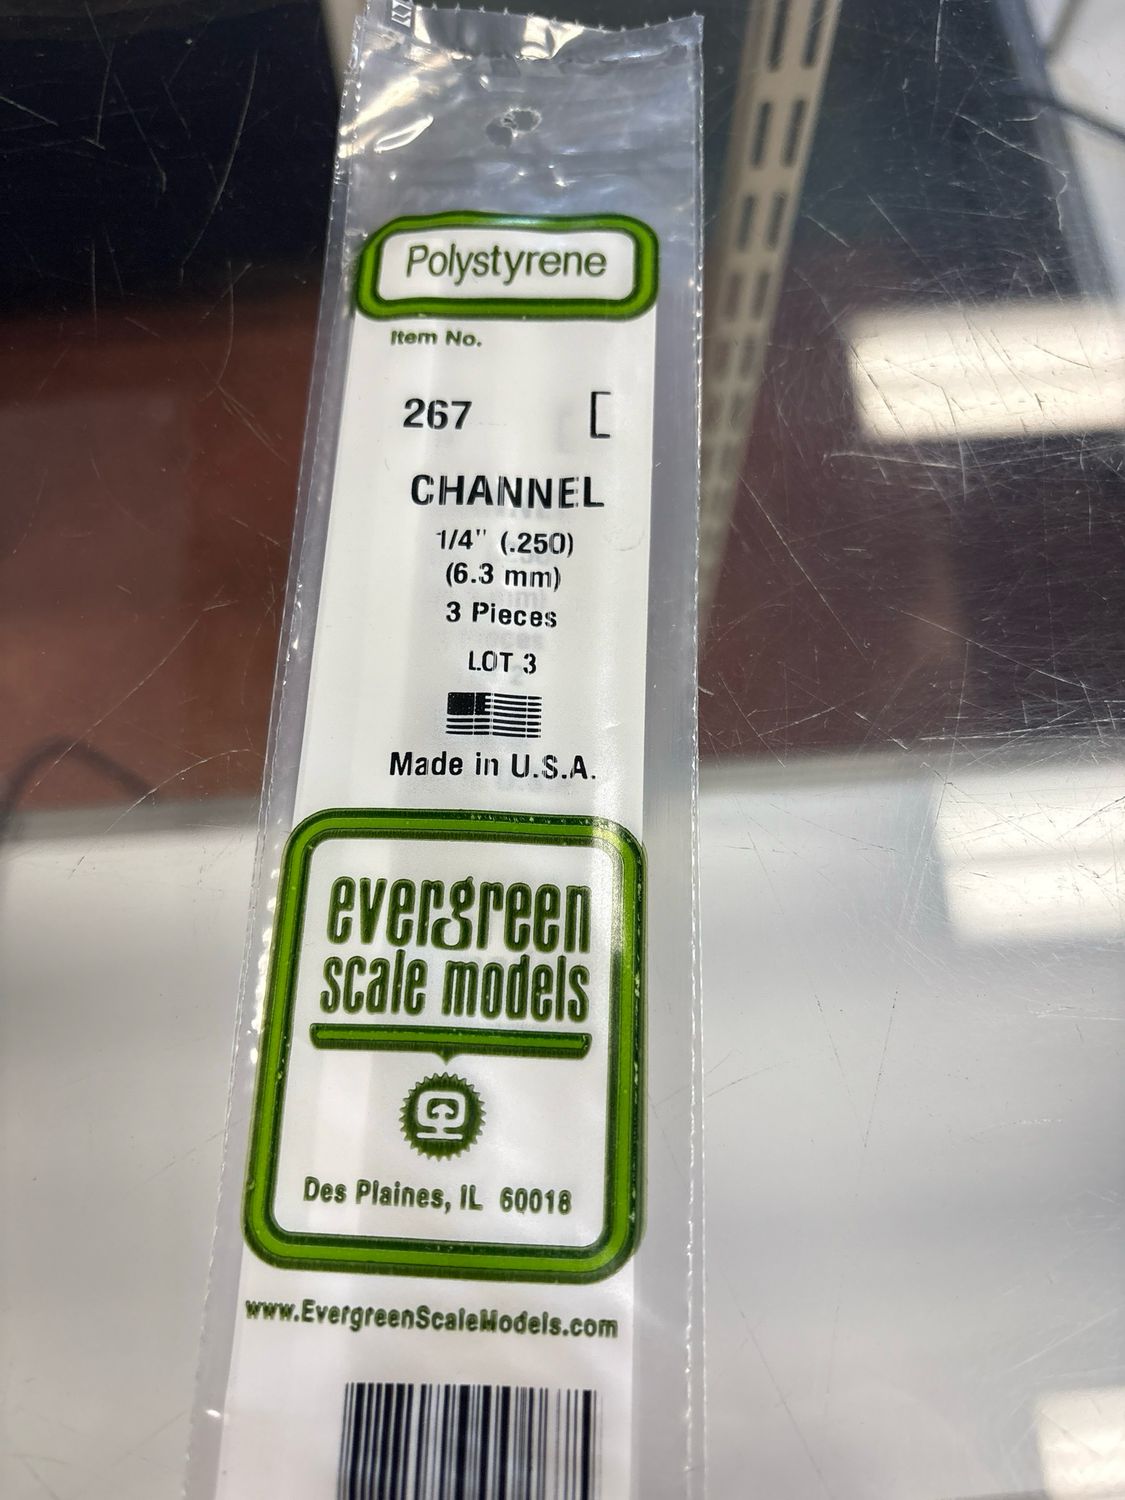 Polystyrene
Item No.
267
CHANNEL
1/4" (.250)
(6.3 mm)
3 Pieces
LOT 3
Made in U.S.A.
evergreen
scale models
Des Plaines, IL 60018
www.EvergreenScaleModels.com